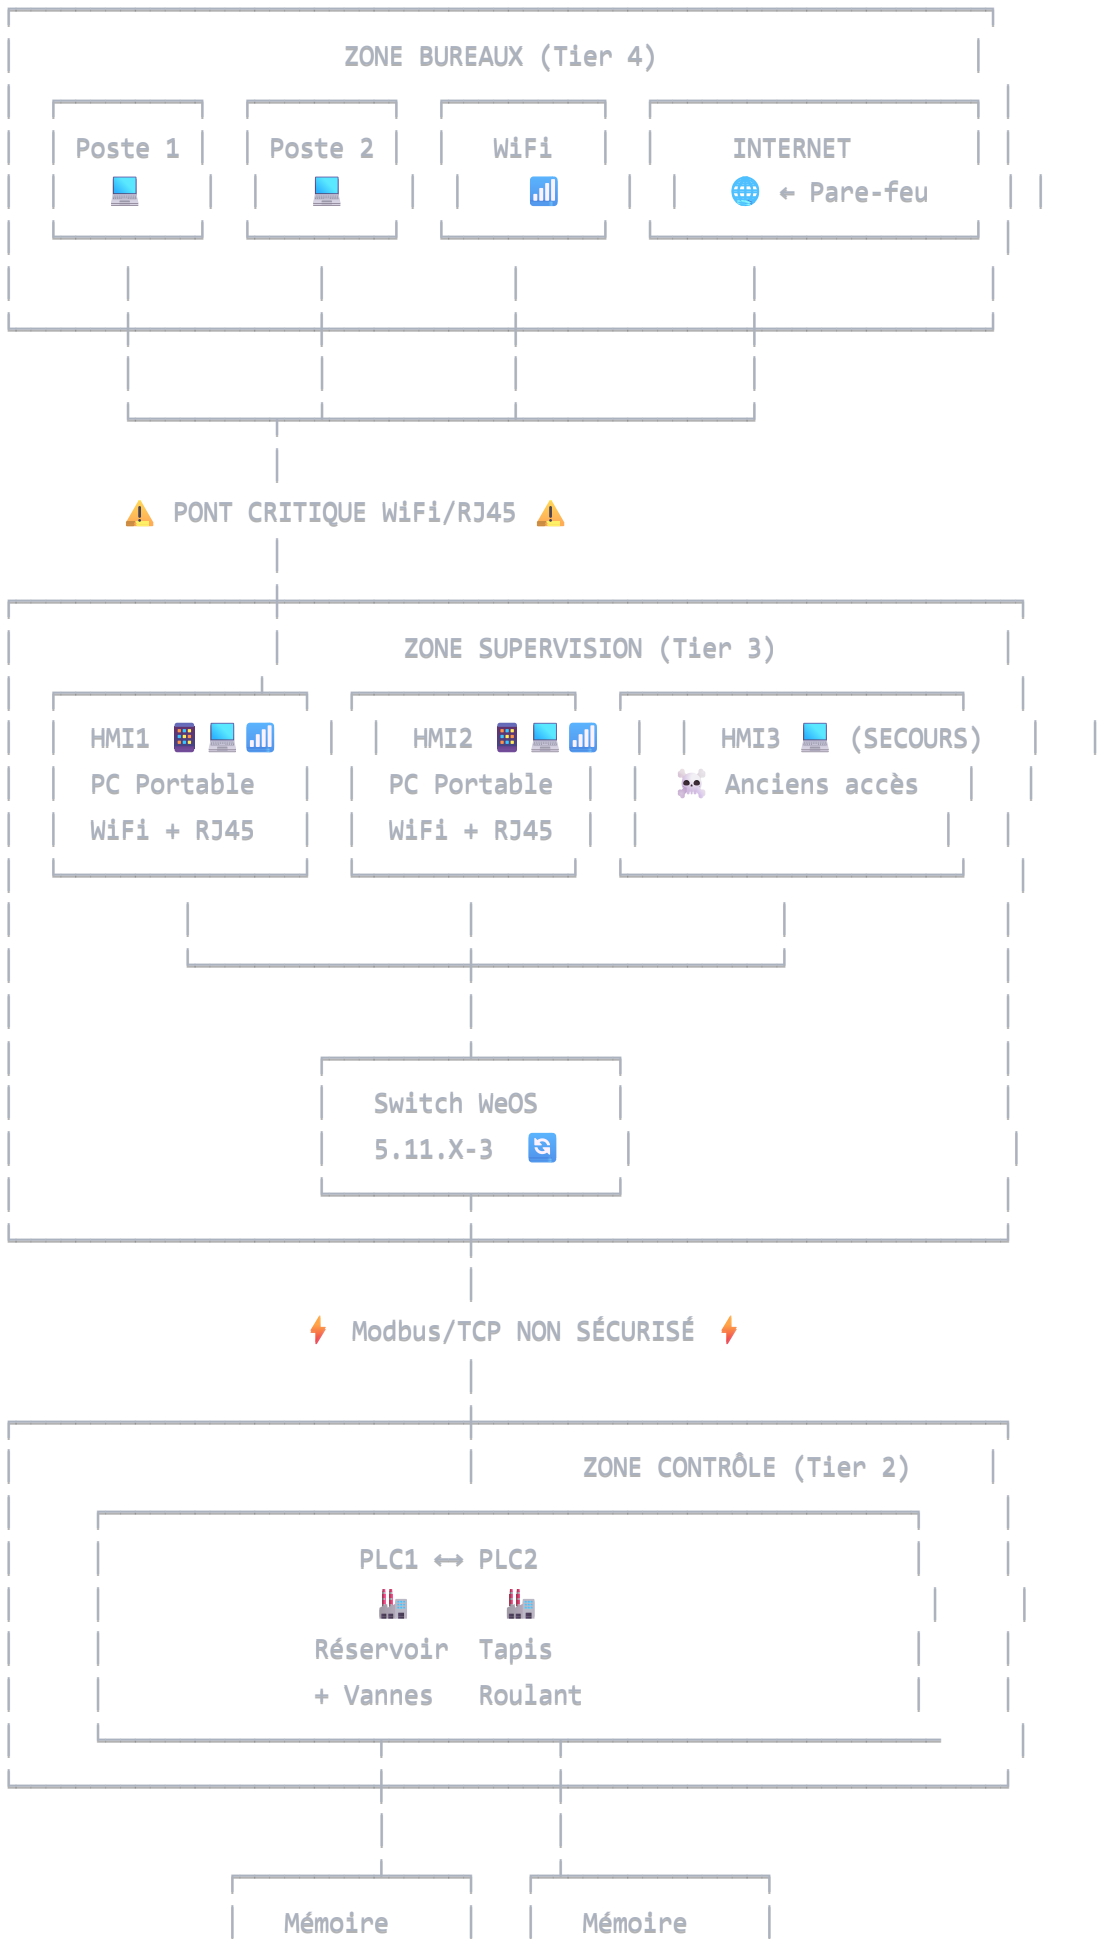 ZONE BUREAUX (Tier 4)
Poste 1 Poste 2 WiFi INTERNET
← Pare-feu
PONT CRITIQUE WiFi/RJ45
ZONE SUPERVISION (Tier 3)
HMI1 HMI2 HMI3 (SECOURS)
PC Portable PC Portable Anciens accès
WiFi + RJ45 WiFi + RJ45
Switch WeOS
5.11.X-3
Modbus/TCP NON SÉCURISÉ
ZONE CONTRÔLE (Tier 2)
PLC1 ↔ PLC2
Réservoir Tapis
+ Vannes Roulant
Mémoire Mémoire